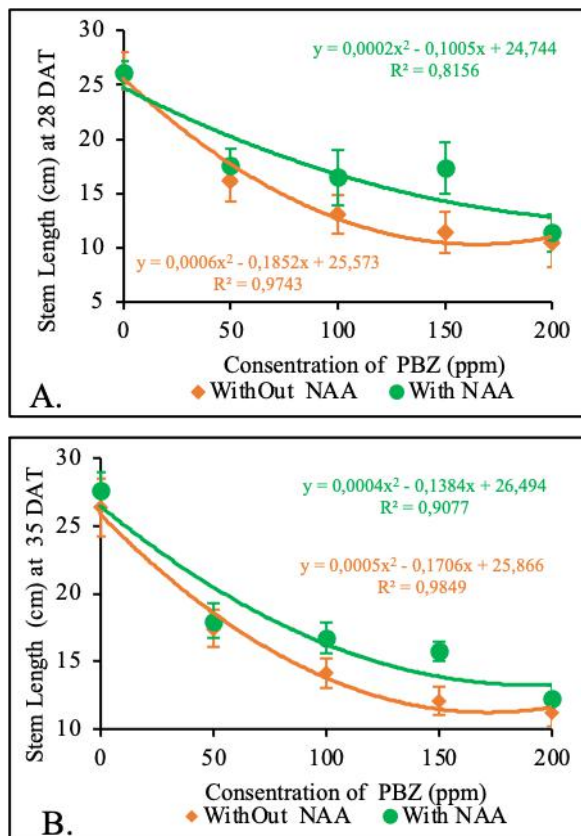 30
25
20
15
10
5
0
50
100
150
200
Stem Length (cm) at 28 DAT
y = 0,0002x² - 0,1005x + 24,744
R² = 0,8156
y = 0,0006x² - 0,1852x + 25,573
R² = 0,9743
Consentration of PBZ (ppm)
WithOut NAA
With NAA
A.
30
25
20
15
10
0
50
100
150
200
Stem Length (cm) at 35 DAT
y = 0,0004x² - 0,1384x + 26,494
R² = 0,9077
y = 0,0005x² - 0,1706x + 25,866
R² = 0,9849
Consentration of PBZ (ppm)
WithOut NAA
With NAA
B.